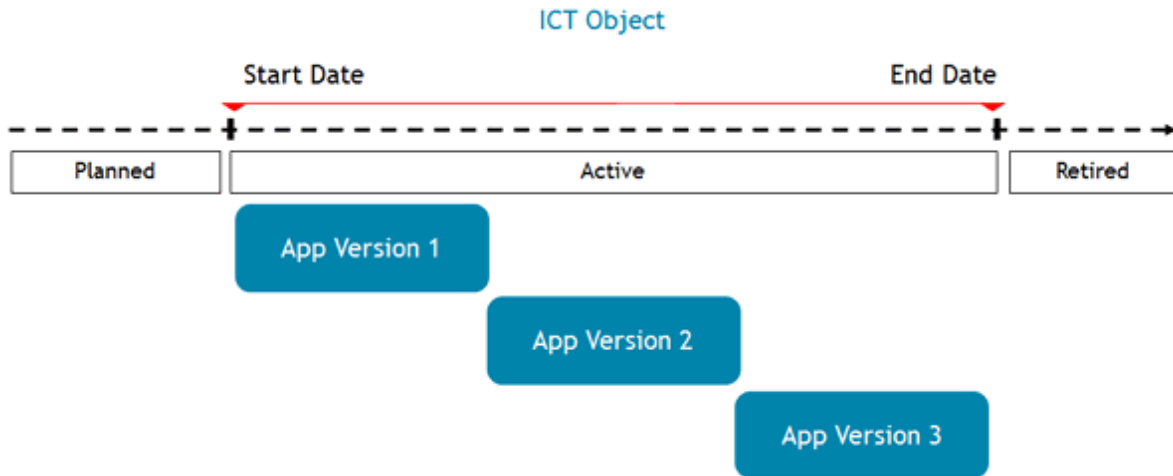 ICT Object
Start Date
End Date
Planned
Active
Retired
App Version 1
App Version 2
App Version 3